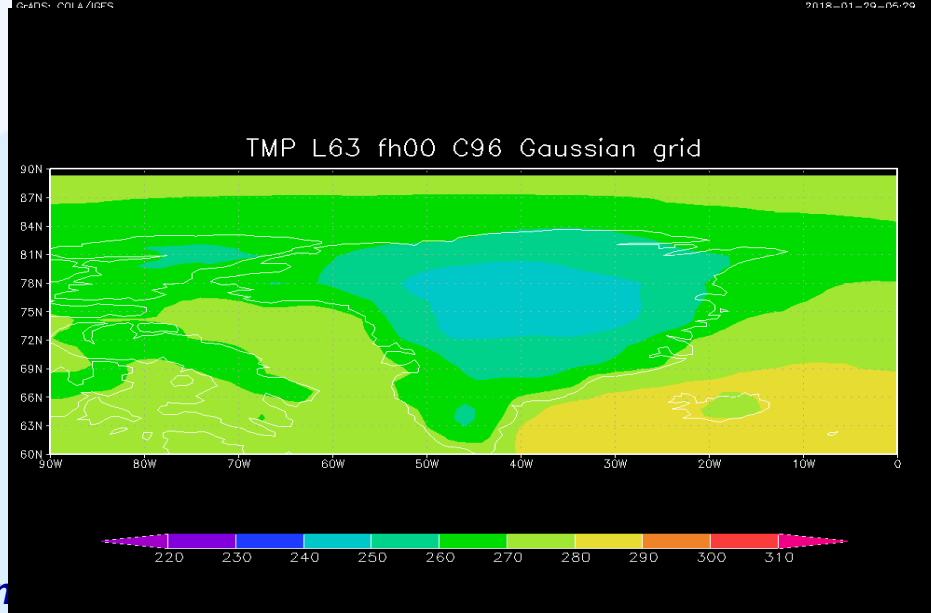 GrADS: COLA/IGES 2018-01-29-05:29
TMP L63 fh00 C96 Gaussian grid
90N
87N
84N
81N
78N
75N
72N
69N
66N
63N
60N
90W 80W 70W 60W 50W 40W 30W 20W 10W 0
220 230 240 250 260 270 280 290 300 310